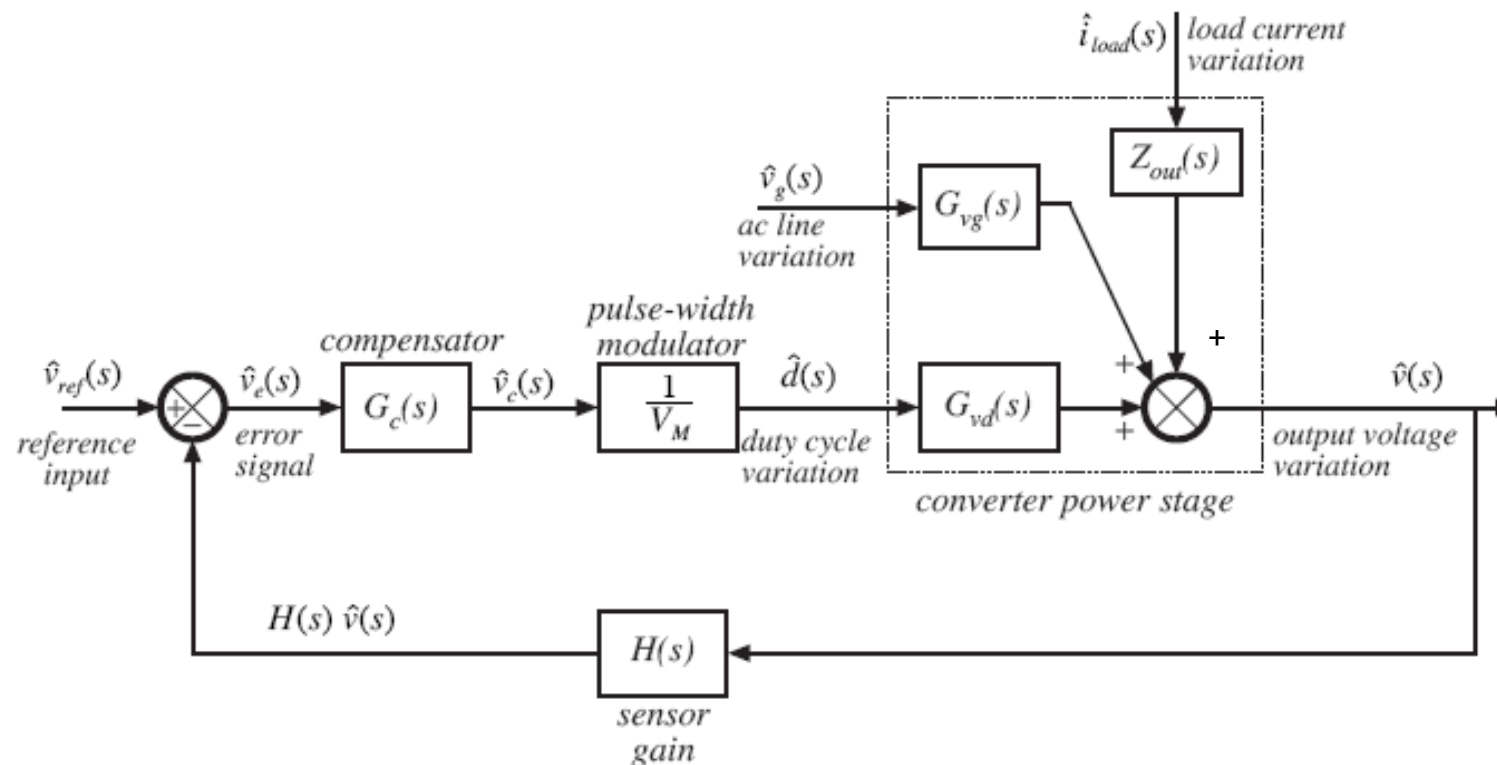 î_load(s)
load current
variation
Z_out(s)
v̂_g(s)
ac line
variation
G_vg(s)
+
+
+
pulse-width
modulator
compensator
v̂_ref(s)
reference
input
+
−
v̂_e(s)
error
signal
G_c(s)
v̂_c(s)
1
V_M
d̂(s)
duty cycle
variation
G_vd(s)
v̂(s)
output voltage
variation
converter power stage
H(s) v̂(s)
H(s)
sensor
gain